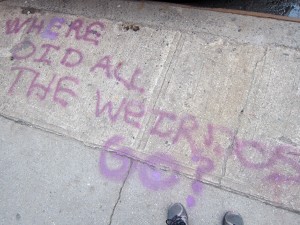 WHERE
DID ALL
THE WEIRDOS
GO?